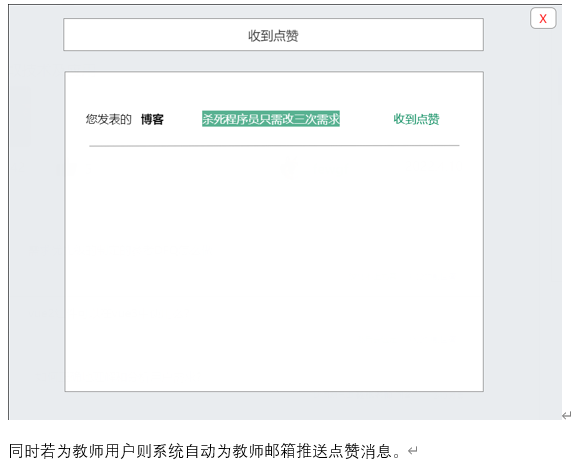 X
收到点赞
您发表的 博客 杀死程序员只需改三次需求 收到点赞
同时若为教师用户则系统自动为教师邮箱推送点赞消息。